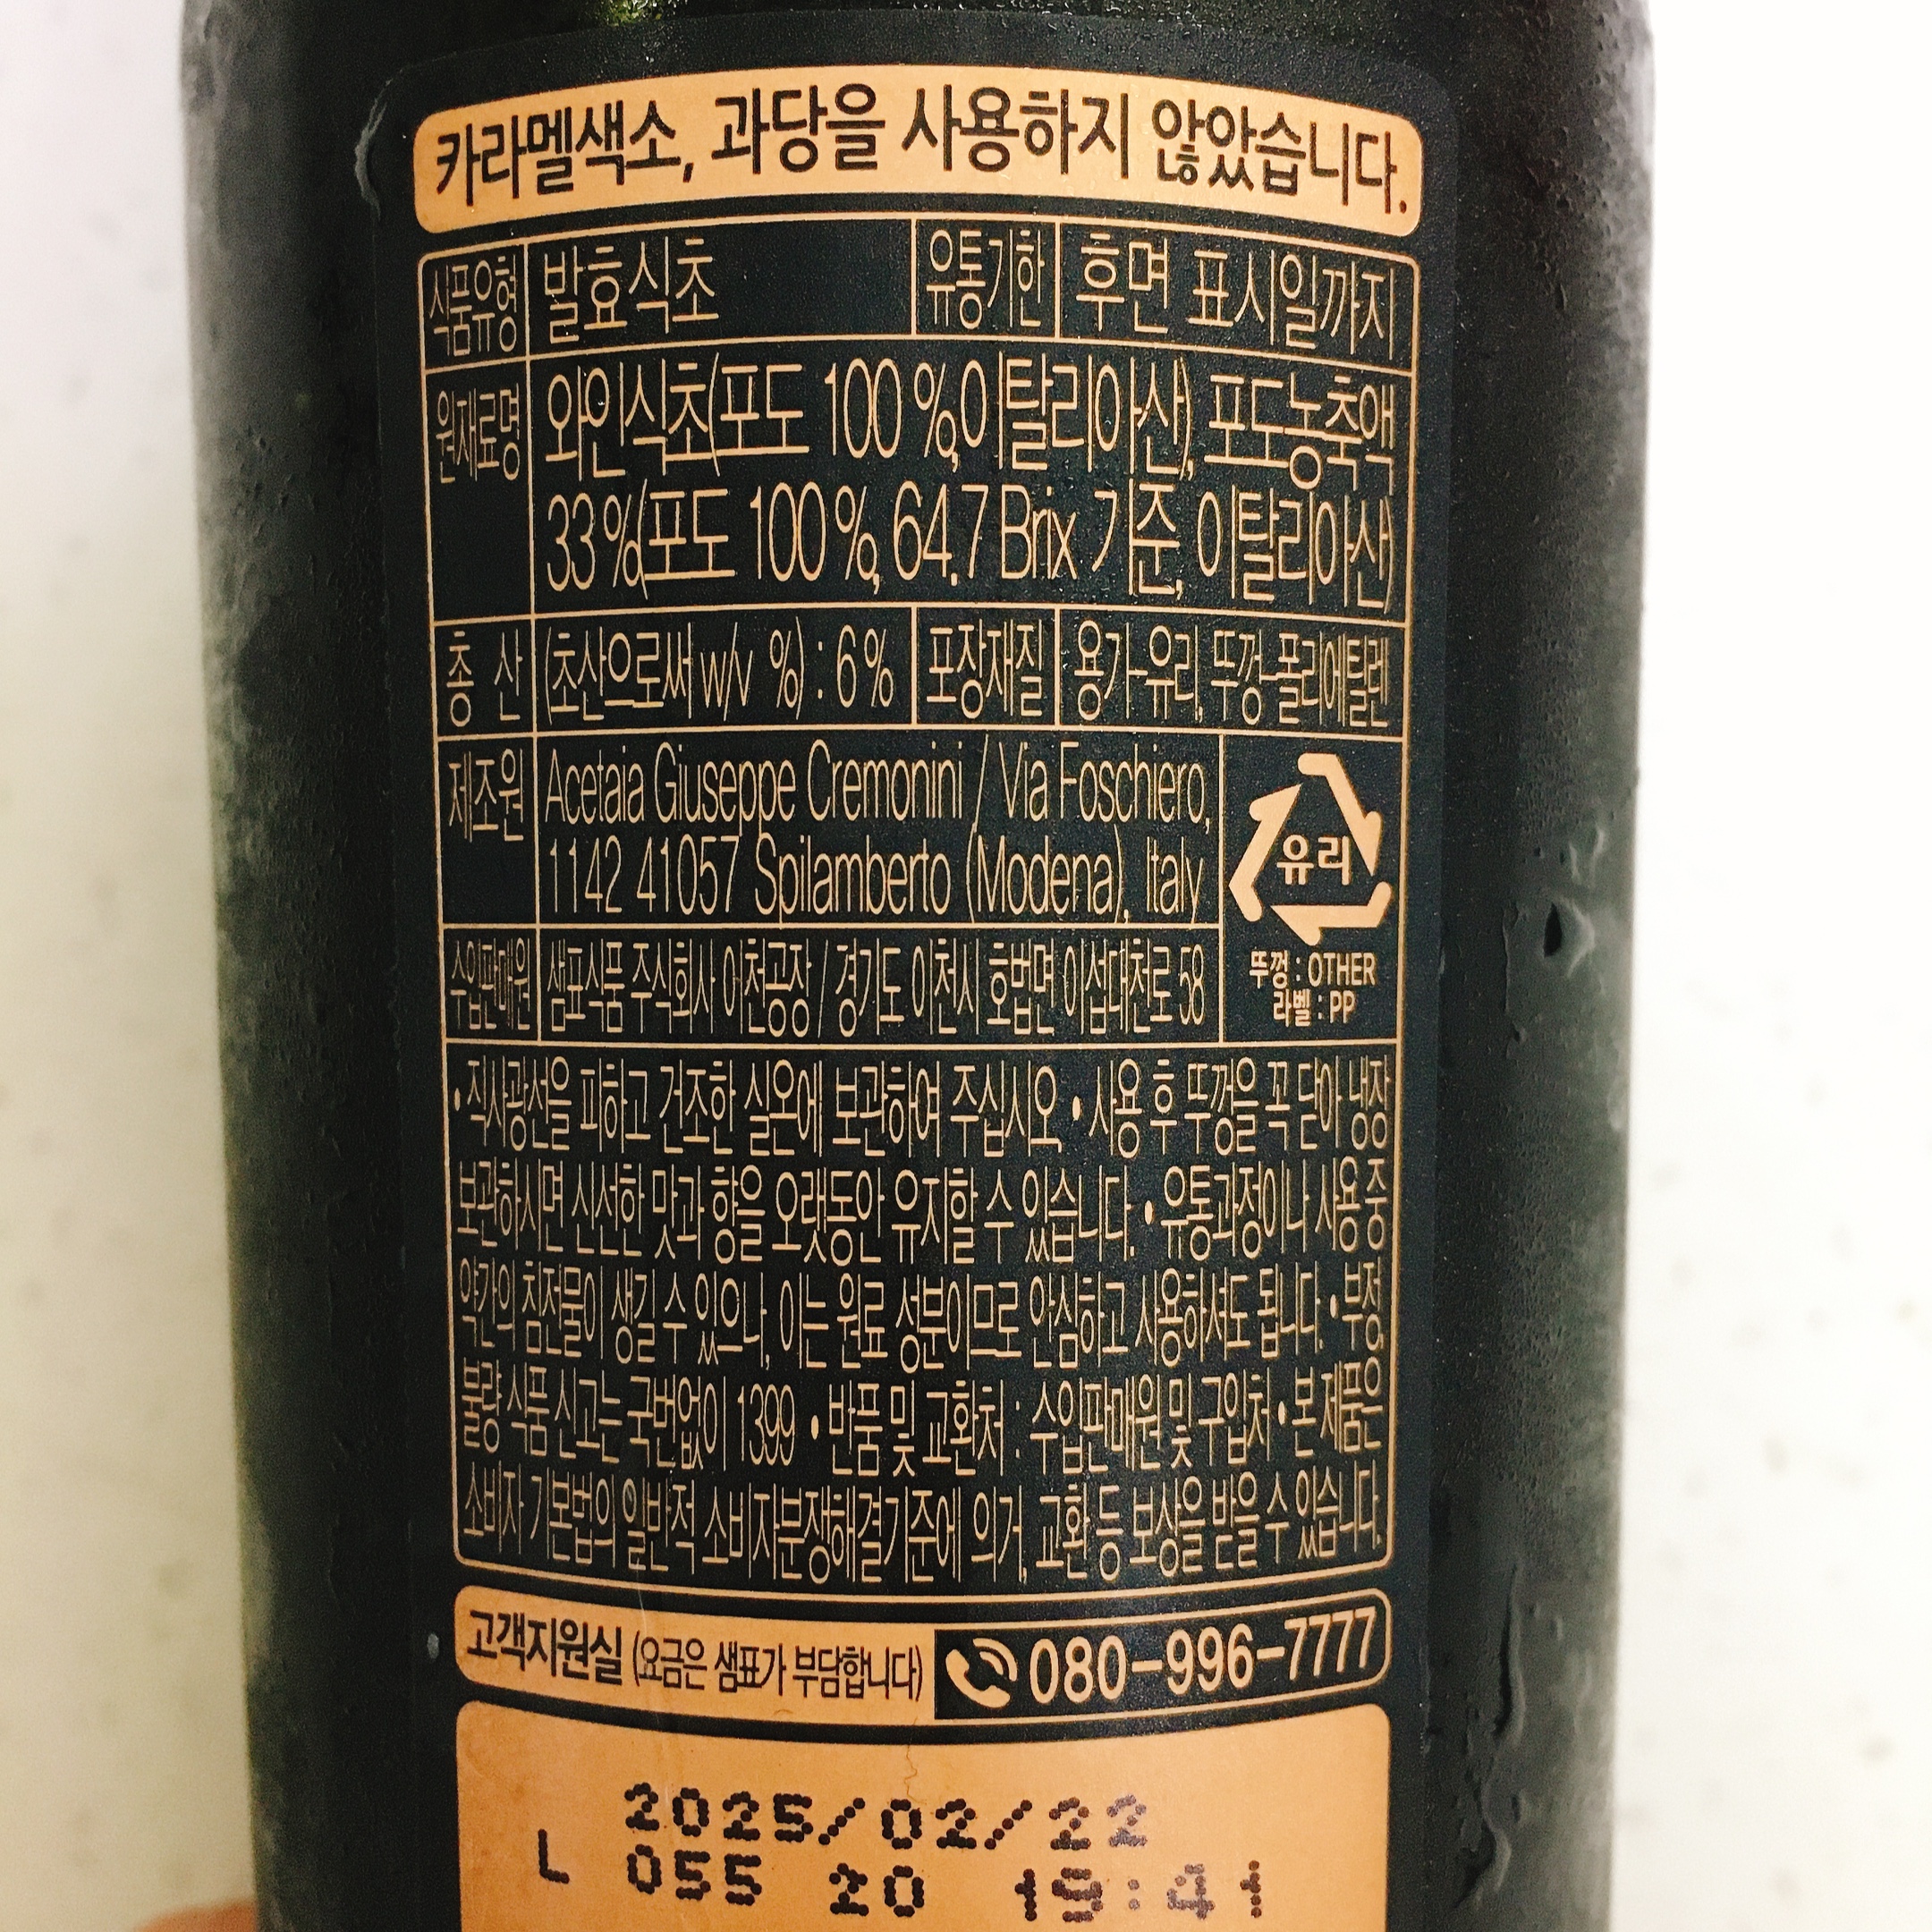 카라멜색소, 과당을 사용하지 않았습니다.
식품유형 발효식초 유통기한 후면 표시일까지
원재료명 와인식초(포도 100 %,이탈리아산), 포도농축액
33%(포도 100%, 64.7 Brix 기준, 이탈리아산)
총 산 (초산으로써 w/v %) : 6% 포장재질 용기-유리, 뚜껑-폴리에틸렌
제조원 Acetaia Giuseppe Cremonini / Via Foschiero,
1142 41057 Spilamberto (Modena), Italy
유리
수입판매원 샘표식품 주식회사 이천공장 / 경기도 이천시 호법면 이섭대천로 58
뚜껑 : OTHER
라벨 : PP
•직사광선을 피하고 건조한 실온에 보관하여 주십시오. •사용 후 뚜껑을 꼭 닫아 냉장
보관하시면 신선한 맛과 향을 오랫동안 유지할 수 있습니다. •유통과정이나 사용 중
약간의 침전물이 생길 수 있으나, 이는 원료 성분이므로 안심하고 사용하셔도 됩니다. •부정,
불량 식품 신고는 국번없이 1399 •반품 및 교환처 : 수입판매원 및 구입처 •본 제품은
소비자 기본법의 일반적 소비자분쟁해결기준에 의거, 교환 등 보상을 받을 수 있습니다.
고객지원실 (요금은 샘표가 부담합니다) 080-996-7777
2025/02/22
L 055 20 19:41